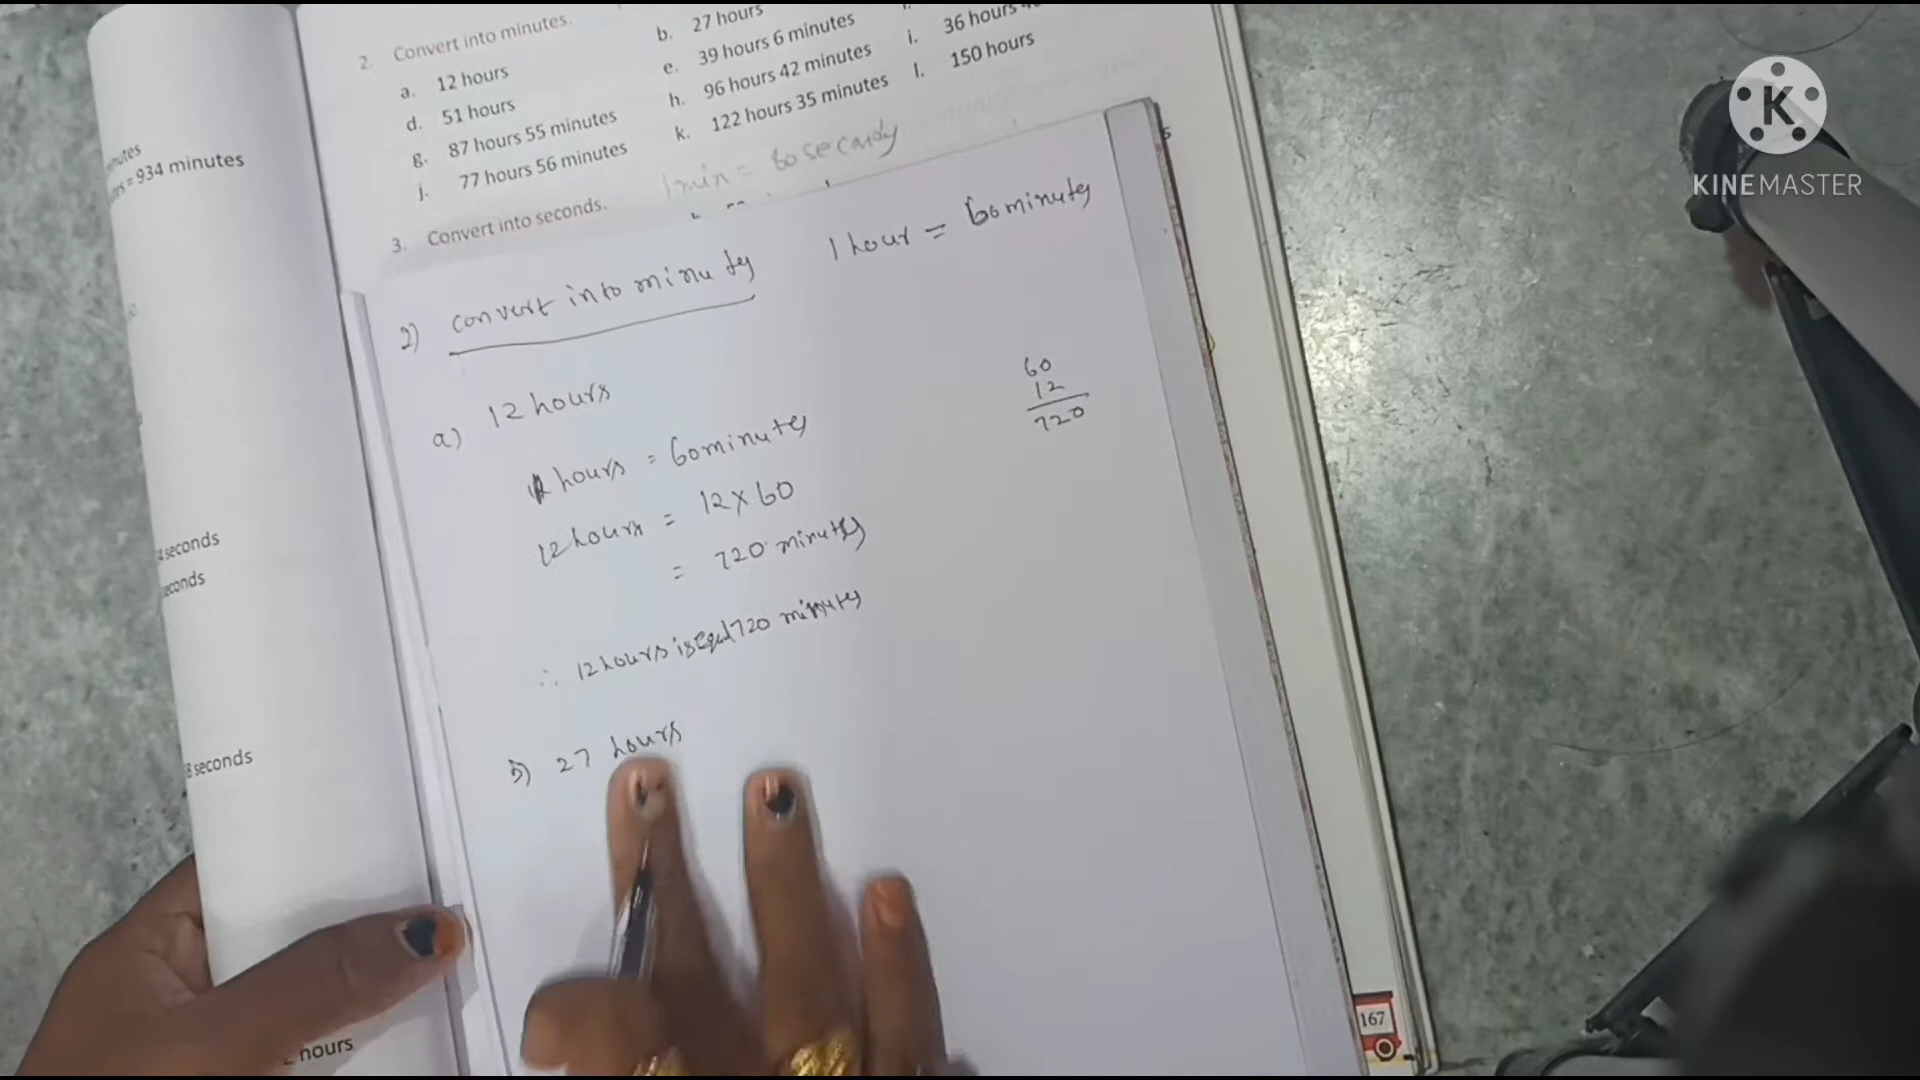 2. Convert into minutes.
a. 12 hours
b. 27 hours
d. 51 hours
e. 39 hours 6 minutes
g. 87 hours 55 minutes
h. 96 hours 42 minutes
i. 36 hours
j. 77 hours 56 minutes
k. 122 hours 35 minutes
l. 150 hours
3. Convert into seconds.
1 min =
= 934 minutes
seconds
seconds
hours
2) convert into minutes
1 hour = 60 minutes
a) 12 hours
hours = 60 minutes
12 hours = 12 x 60
= 720 minutes
60
12
720
∴ 12 hours is equl 720 minutes
b) 27 hours
167
K
KINEMASTER